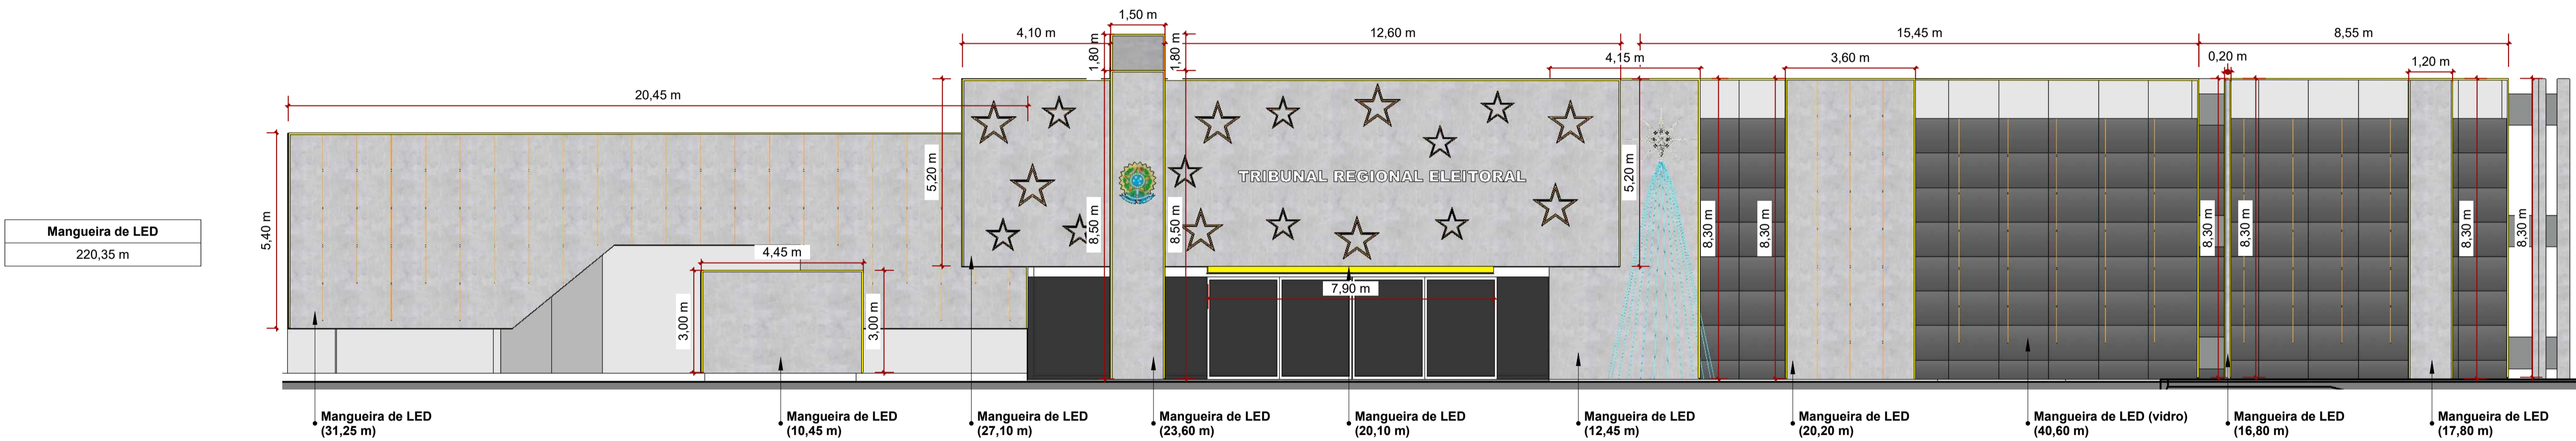 1,50 m
4,10 m
12,60 m
15,45 m
8,55 m
1,80 m
1,80 m
4,15 m
3,60 m
0,20 m
1,20 m
20,45 m
5,20 m
5,20 m
TRIBUNAL REGIONAL ELEITORAL
5,40 m
8,50 m
8,50 m
8,30 m
8,30 m
8,30 m
8,30 m
8,30 m
8,30 m
Mangueira de LED
220,35 m
4,45 m
7,90 m
3,00 m
3,00 m
Mangueira de LED
(31,25 m)
Mangueira de LED
(10,45 m)
Mangueira de LED
(27,10 m)
Mangueira de LED
(23,60 m)
Mangueira de LED
(20,10 m)
Mangueira de LED
(12,45 m)
Mangueira de LED
(20,20 m)
Mangueira de LED (vidro)
(40,60 m)
Mangueira de LED
(16,80 m)
Mangueira de LED
(17,80 m)